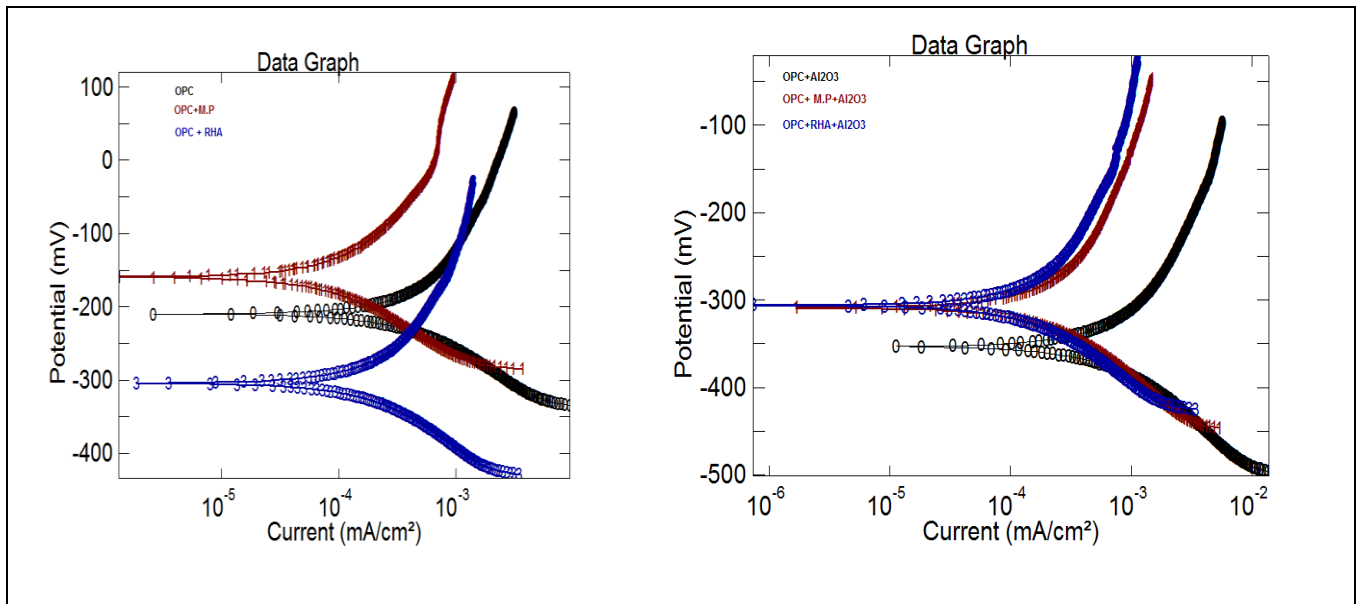 Data Graph
OPC
OPC+M.P
OPC + RHA
100
0
-100
-200
-300
-400
Potential (mV)
10-5
10-4
10-3
Current (mA/cm²)
Data Graph
OPC+Al2O3
OPC+ M.P+Al2O3
OPC+RHA+Al2O3
-100
-200
-300
-400
-500
Potential (mV)
10-6
10-5
10-4
10-3
10-2
Current (mA/cm²)